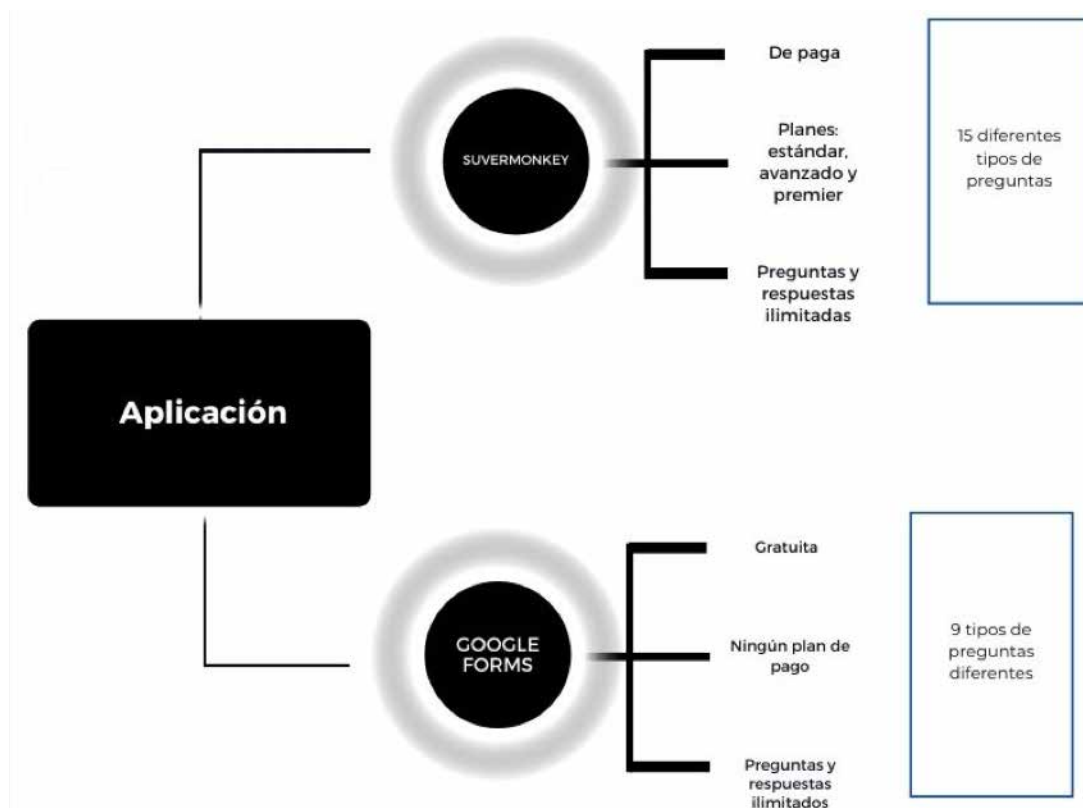 De paga
SUVERMONKEY
Planes:
estándar,
avanzado y
premier
Preguntas y
respuestas
ilimitadas
15 diferentes
tipos de
preguntas
Aplicación
Gratuita
GOOGLE
FORMS
Ningún plan de
pago
Preguntas y
respuestas
ilimitados
9 tipos de
preguntas
diferentes